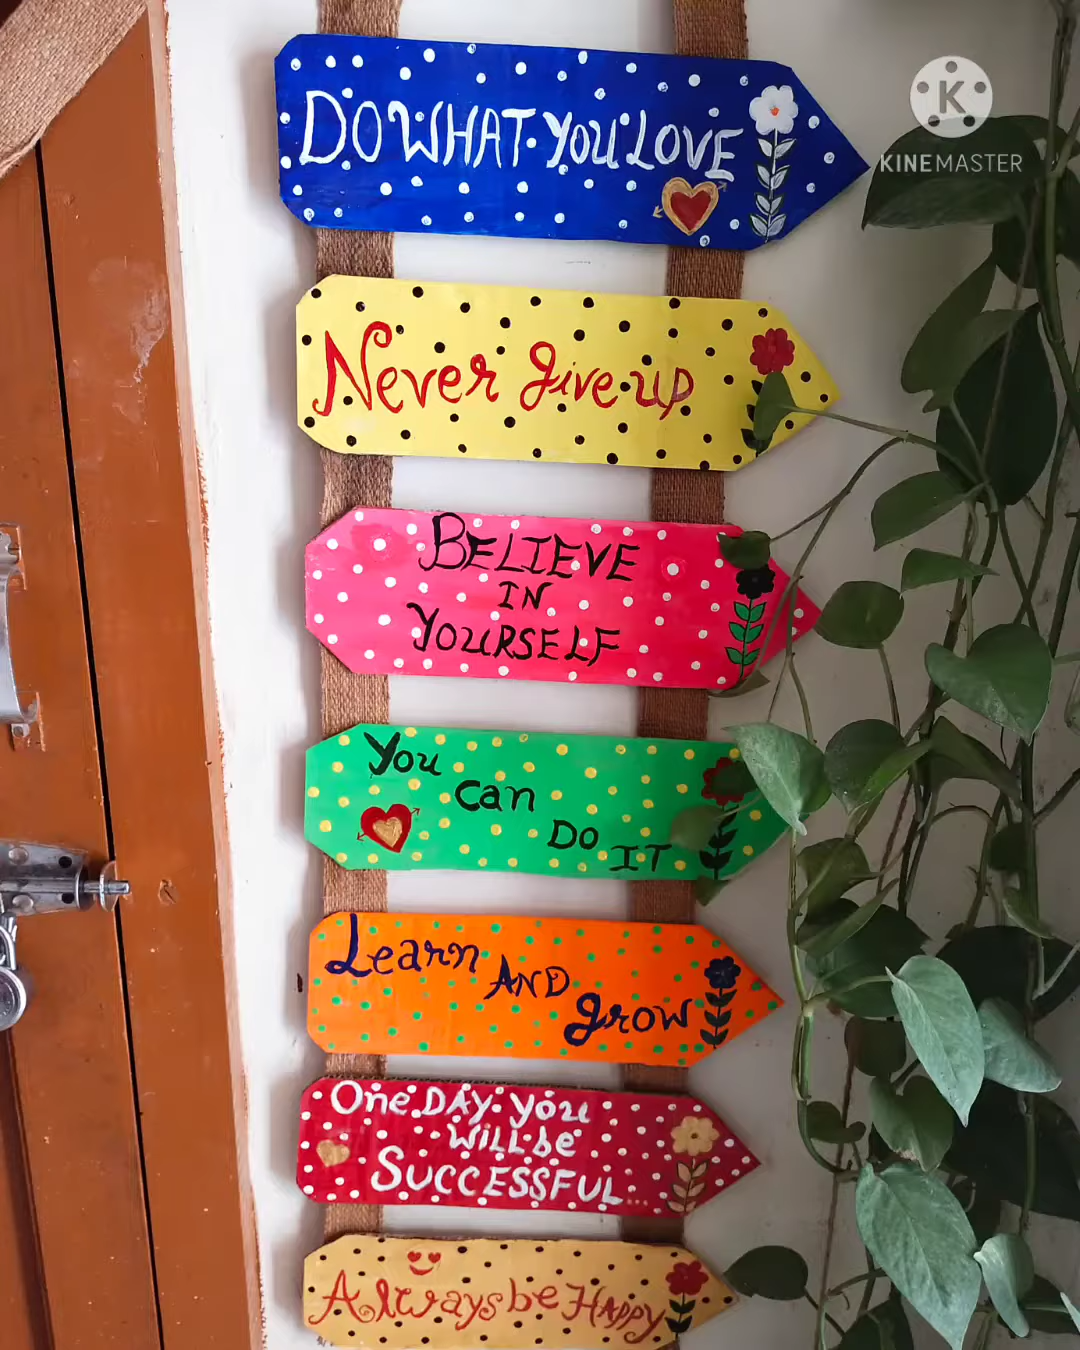 DO WHAT YOU LOVE
K
KINEMASTER
Never give up
BELIEVE
IN
YOURSELF
You
Can
DO
IT
Learn
AND
grow
One DAY you
WILL be
SUCCESSFUL...
Always be HAPPY